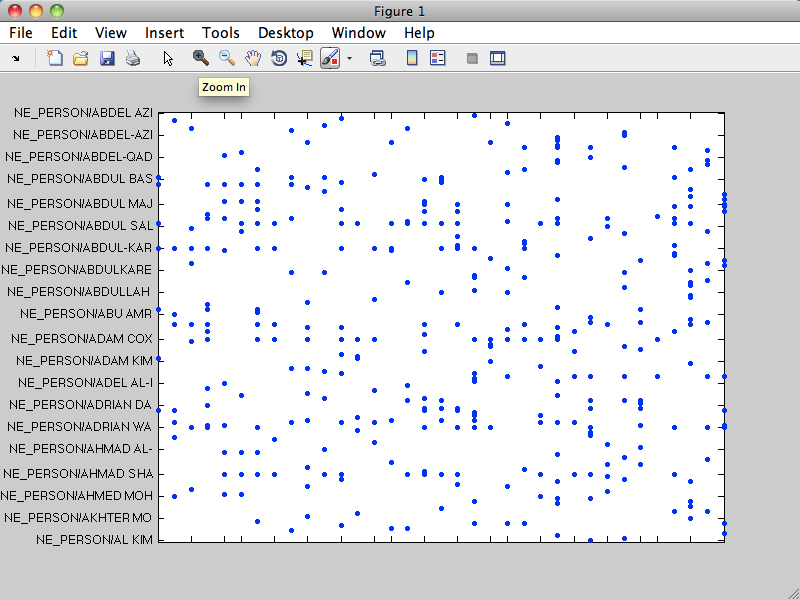 Figure 1
File Edit View Insert Tools Desktop Window Help
Zoom In
NE_PERSON/ABDEL AZI
NE_PERSON/ABDEL-AZI
NE_PERSON/ABDEL-QAD
NE_PERSON/ABDUL BAS
NE_PERSON/ABDUL MAJ
NE_PERSON/ABDUL SAL
NE_PERSON/ABDUL-KAR
NE_PERSON/ABDULKARE
NE_PERSON/ABDULLAH
NE_PERSON/ABU AMR
NE_PERSON/ADAM COX
NE_PERSON/ADAM KIM
NE_PERSON/ADEL AL-I
NE_PERSON/ADRIAN DA
NE_PERSON/ADRIAN WA
NE_PERSON/AHMAD AL-
NE_PERSON/AHMAD SHA
NE_PERSON/AHMED MOH
NE_PERSON/AKHTER MO
NE_PERSON/AL KIM